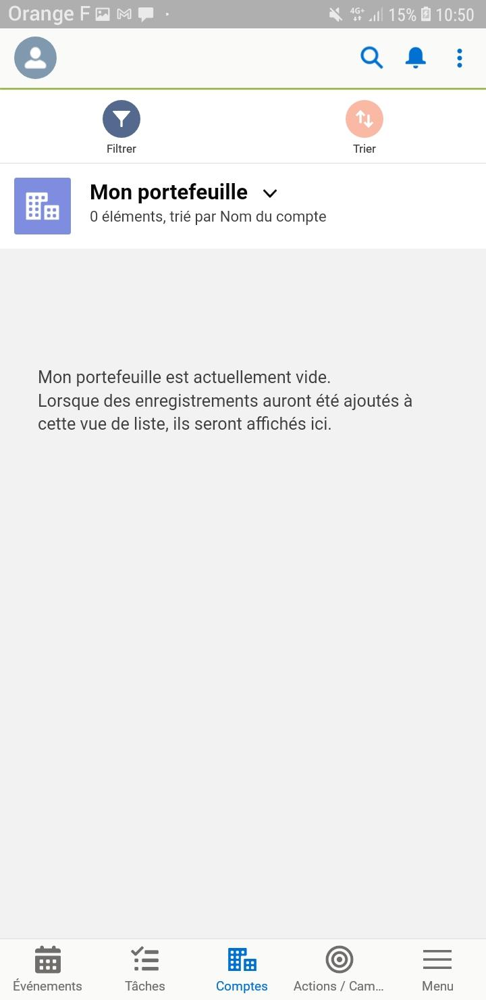 Orange F 4G+ 15% 10:50
Filtrer Trier
Mon portefeuille
0 éléments, trié par Nom du compte
Mon portefeuille est actuellement vide.
Lorsque des enregistrements auront été ajoutés à
cette vue de liste, ils seront affichés ici.
Événements Tâches Comptes Actions / Cam... Menu